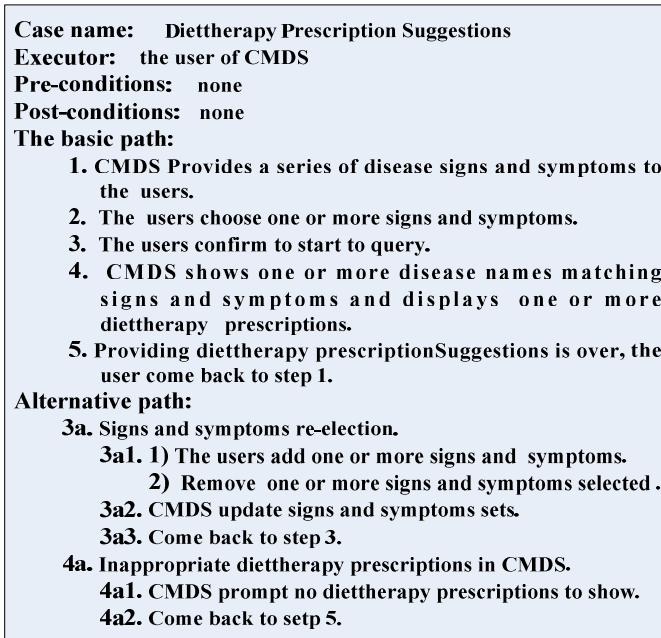 Case name: Diettherapy Prescription Suggestions
Executor: the user of CMDS
Pre-conditions: none
Post-conditions: none
The basic path:
1. CMDS Provides a series of disease signs and symptoms to
the users.
2. The users choose one or more signs and symptoms.
3. The users confirm to start to query.
4. CMDS shows one or more disease names matching
signs and symptoms and displays one or more
diettherapy prescriptions.
5. Providing diettherapy prescriptionSuggestions is over, the
user come back to step 1.
Alternative path:
3a. Signs and symptoms re-election.
3a1. 1) The users add one or more signs and symptoms.
2) Remove one or more signs and symptoms selected .
3a2. CMDS update signs and symptoms sets.
3a3. Come back to step 3.
4a. Inappropriate diettherapy prescriptions in CMDS.
4a1. CMDS prompt no diettherapy prescriptions to show.
4a2. Come back to setp 5.